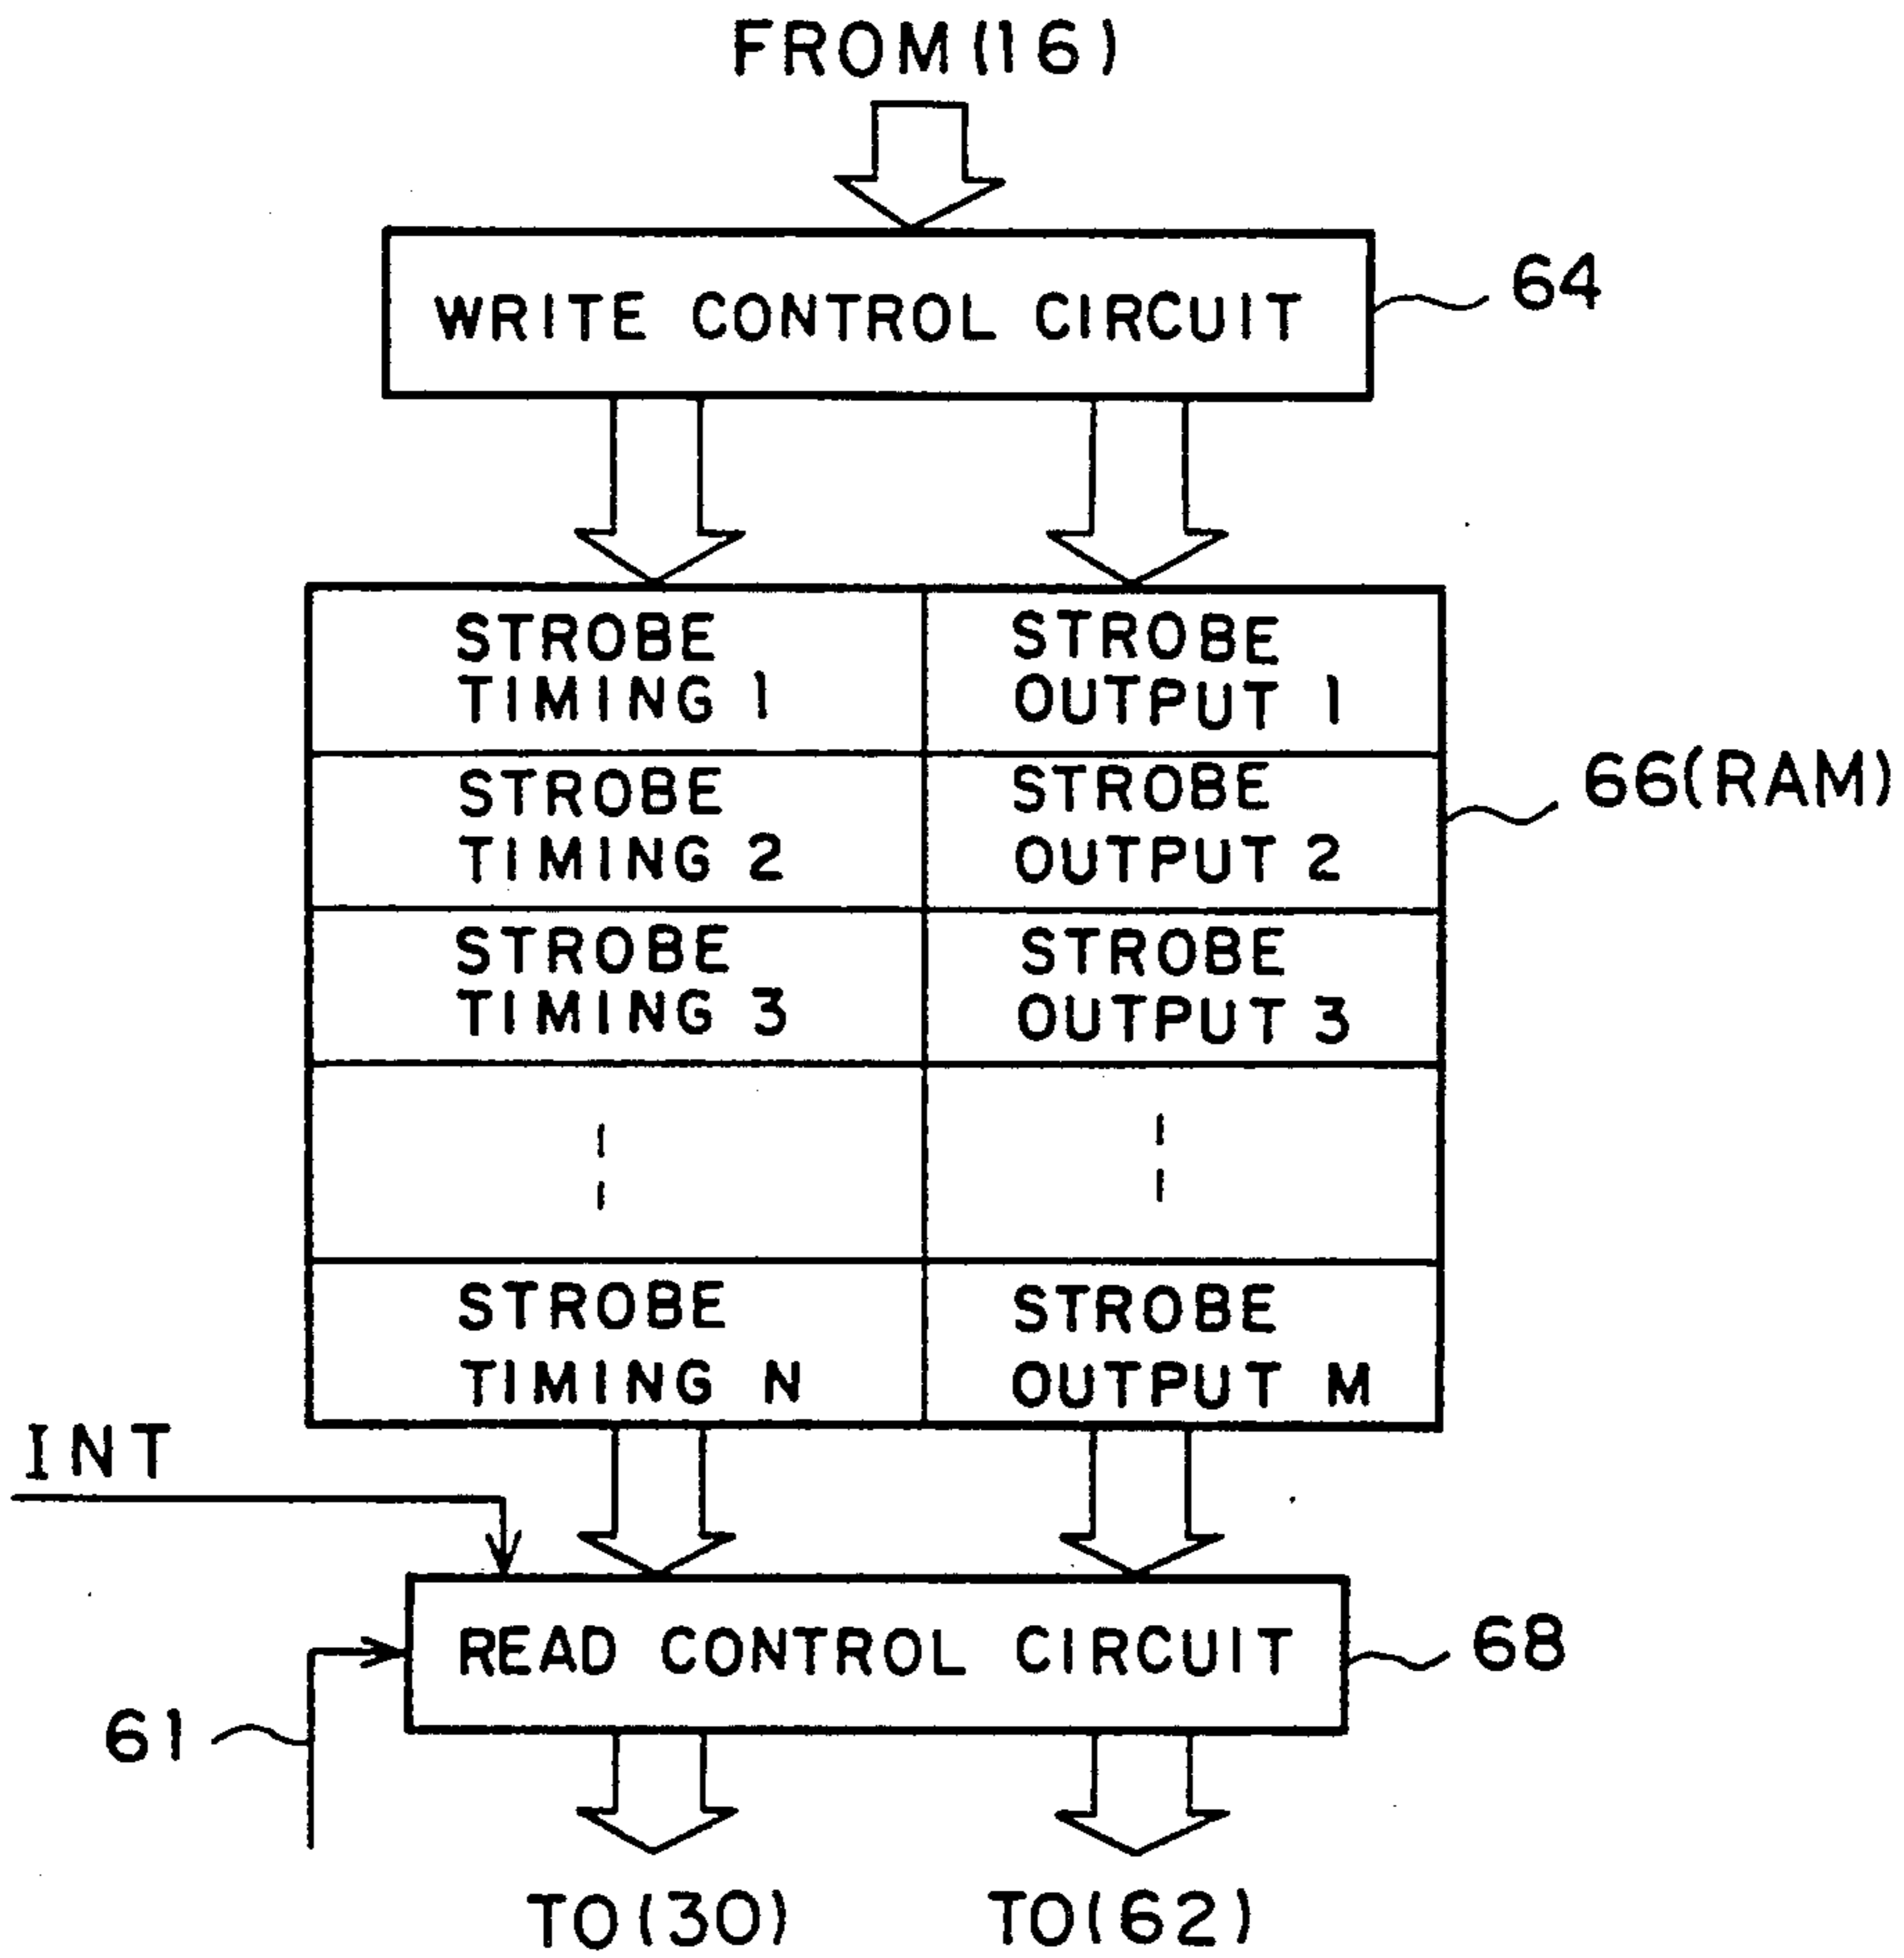 FROM(16)
WRITE CONTROL CIRCUIT
64
STROBE
TIMING 1
STROBE
OUTPUT 1
STROBE
TIMING 2
STROBE
OUTPUT 2
66(RAM)
STROBE
TIMING 3
STROBE
OUTPUT 3
STROBE
TIMING N
STROBE
OUTPUT M
INT
READ CONTROL CIRCUIT
68
61
TO(30)
TO(62)